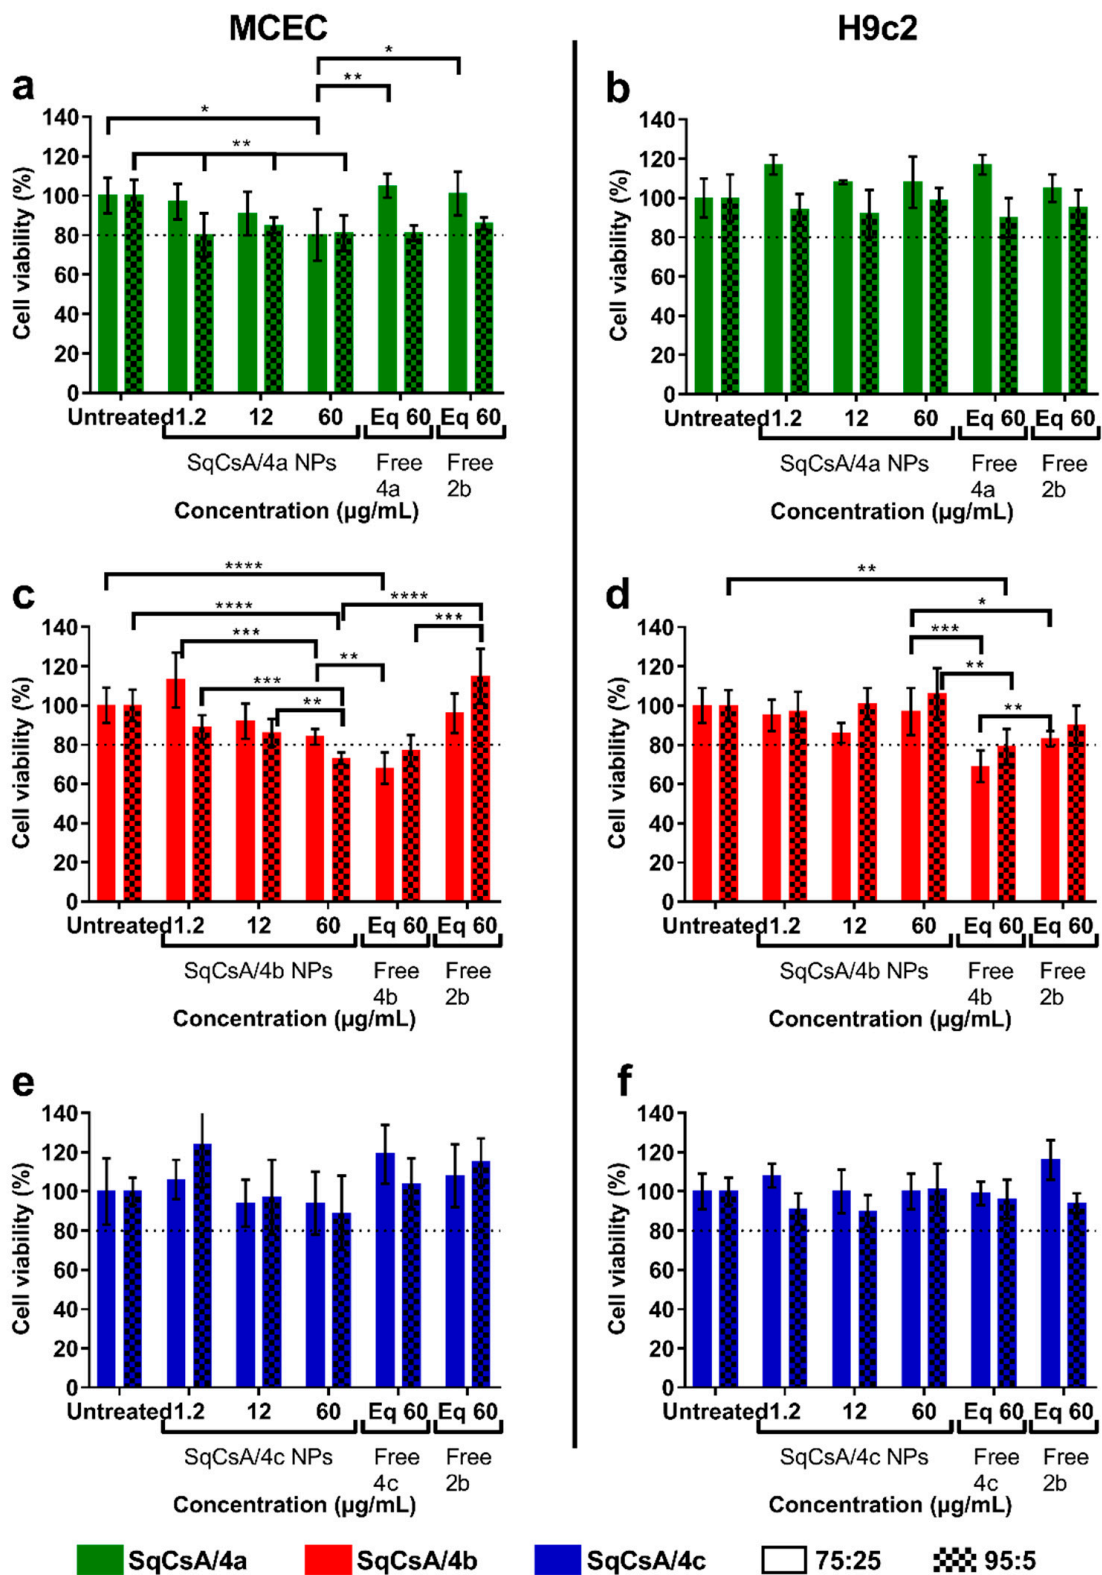 MCEC
H9c2
a
*
**
*
**
140
120
100
80
60
40
20
0
Cell viability (%)
Untreated 1.2 12 60 Eq 60 Eq 60
SqCsA/4a NPs Free 4a Free 2b
Concentration (µg/mL)
b
140
120
100
80
60
40
20
0
Cell viability (%)
Untreated 1.2 12 60 Eq 60 Eq 60
SqCsA/4a NPs Free 4a Free 2b
Concentration (µg/mL)
c
****
****
****
***
***
**
***
**
140
120
100
80
60
40
20
0
Cell viability (%)
Untreated 1.2 12 60 Eq 60 Eq 60
SqCsA/4b NPs Free 4b Free 2b
Concentration (µg/mL)
d
**
*
***
**
**
140
120
100
80
60
40
20
0
Cell viability (%)
Untreated 1.2 12 60 Eq 60 Eq 60
SqCsA/4b NPs Free 4b Free 2b
Concentration (µg/mL)
e
140
120
100
80
60
40
20
0
Cell viability (%)
Untreated 1.2 12 60 Eq 60 Eq 60
SqCsA/4c NPs Free 4c Free 2b
Concentration (µg/mL)
f
140
120
100
80
60
40
20
0
Cell viability (%)
Untreated 1.2 12 60 Eq 60 Eq 60
SqCsA/4c NPs Free 4c Free 2b
Concentration (µg/mL)
SqCsA/4a SqCsA/4b SqCsA/4c 75:25 95:5